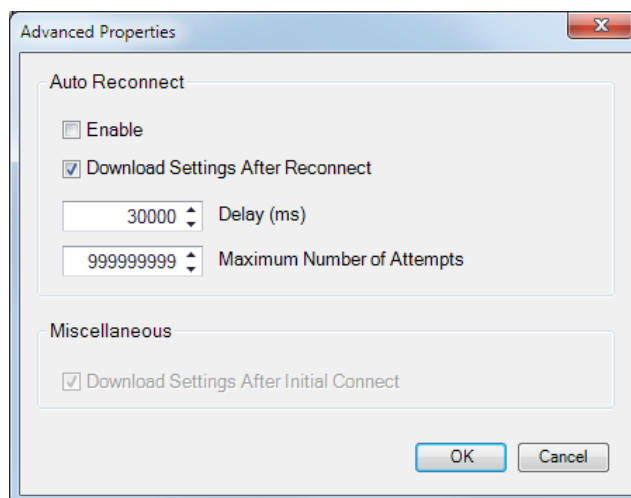 Advanced Properties
Auto Reconnect
Enable
Download Settings After Reconnect
30000 Delay (ms)
999999999 Maximum Number of Attempts
Miscellaneous
Download Settings After Initial Connect
OK Cancel